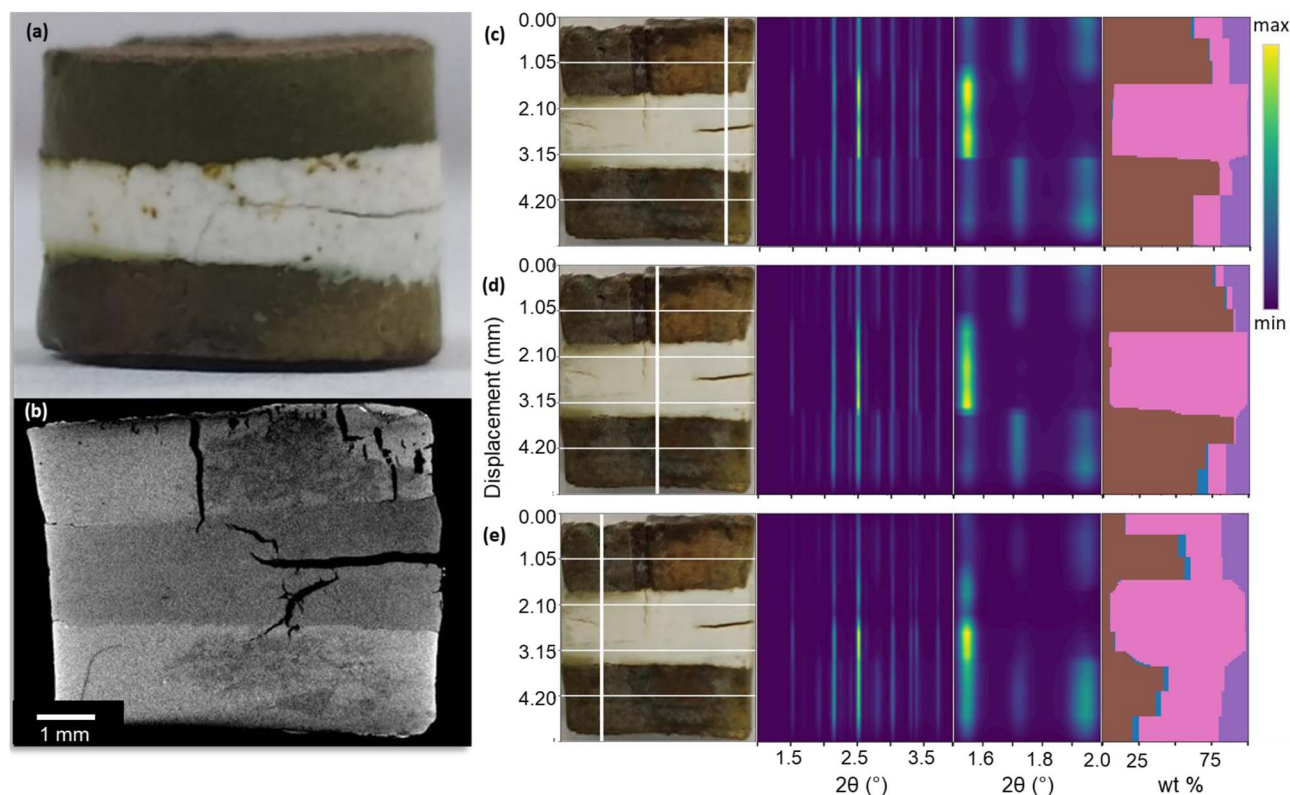 (a)
(b)
1 mm
Displacement (mm)
(c)
0.00
1.05
2.10
3.15
4.20
(d)
0.00
1.05
2.10
3.15
4.20
(e)
0.00
1.05
2.10
3.15
4.20
1.5 2.5 3.5
2θ (°)
1.6 1.8 2.0
2θ (°)
25 75
wt %
max
min